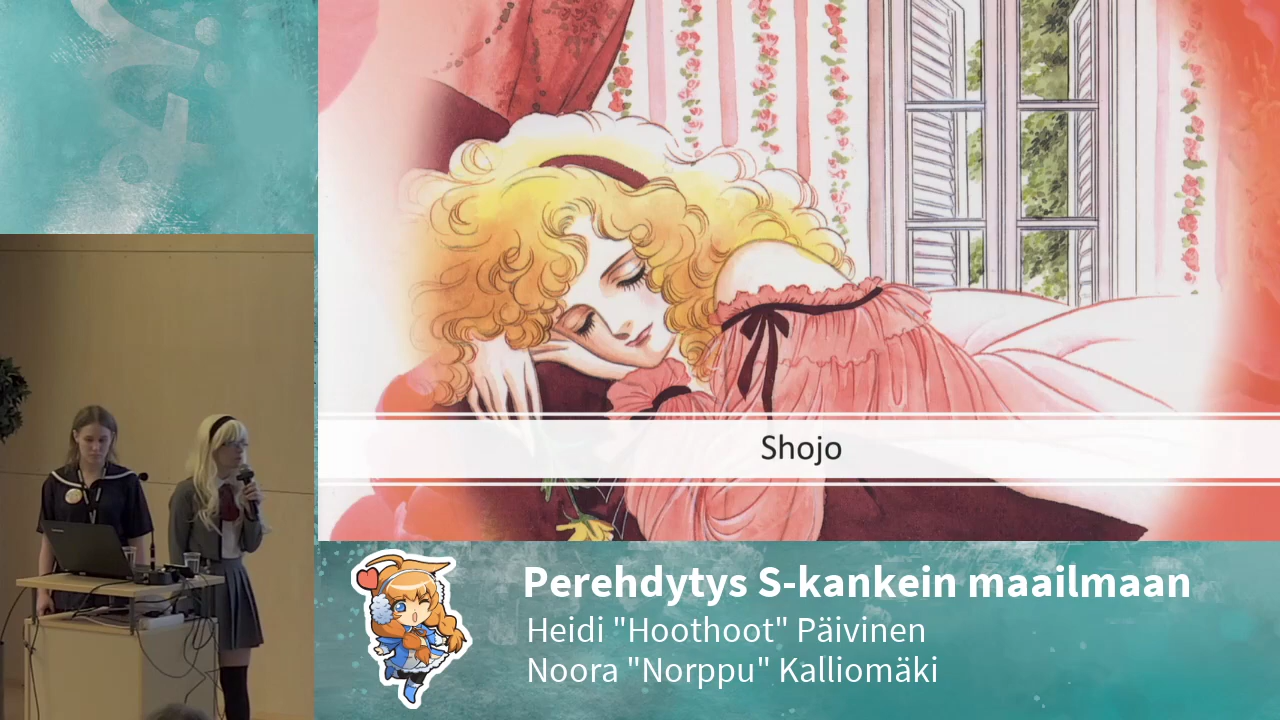 Shojo
Perehdytys S-kankein maailmaan
Heidi "Hoothoot" Päivinen
Noora "Norppu" Kalliomäki